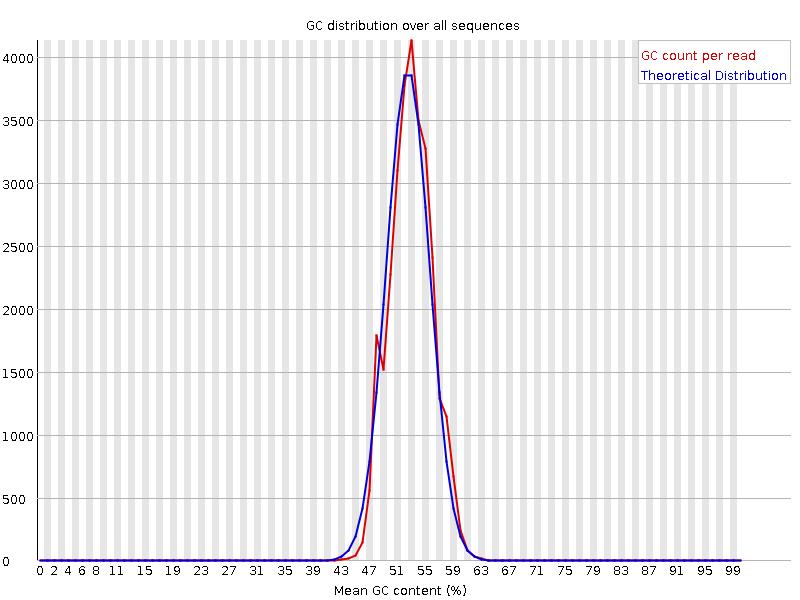 GC distribution over all sequences
GC count per read
Theoretical Distribution
4000
3500
3000
2500
2000
1500
1000
500
0
0 2 4 6 8 11 15 19 23 27 31 35 39 43 47 51 55 59 63 67 71 75 79 83 87 91 95 99
Mean GC content (%)